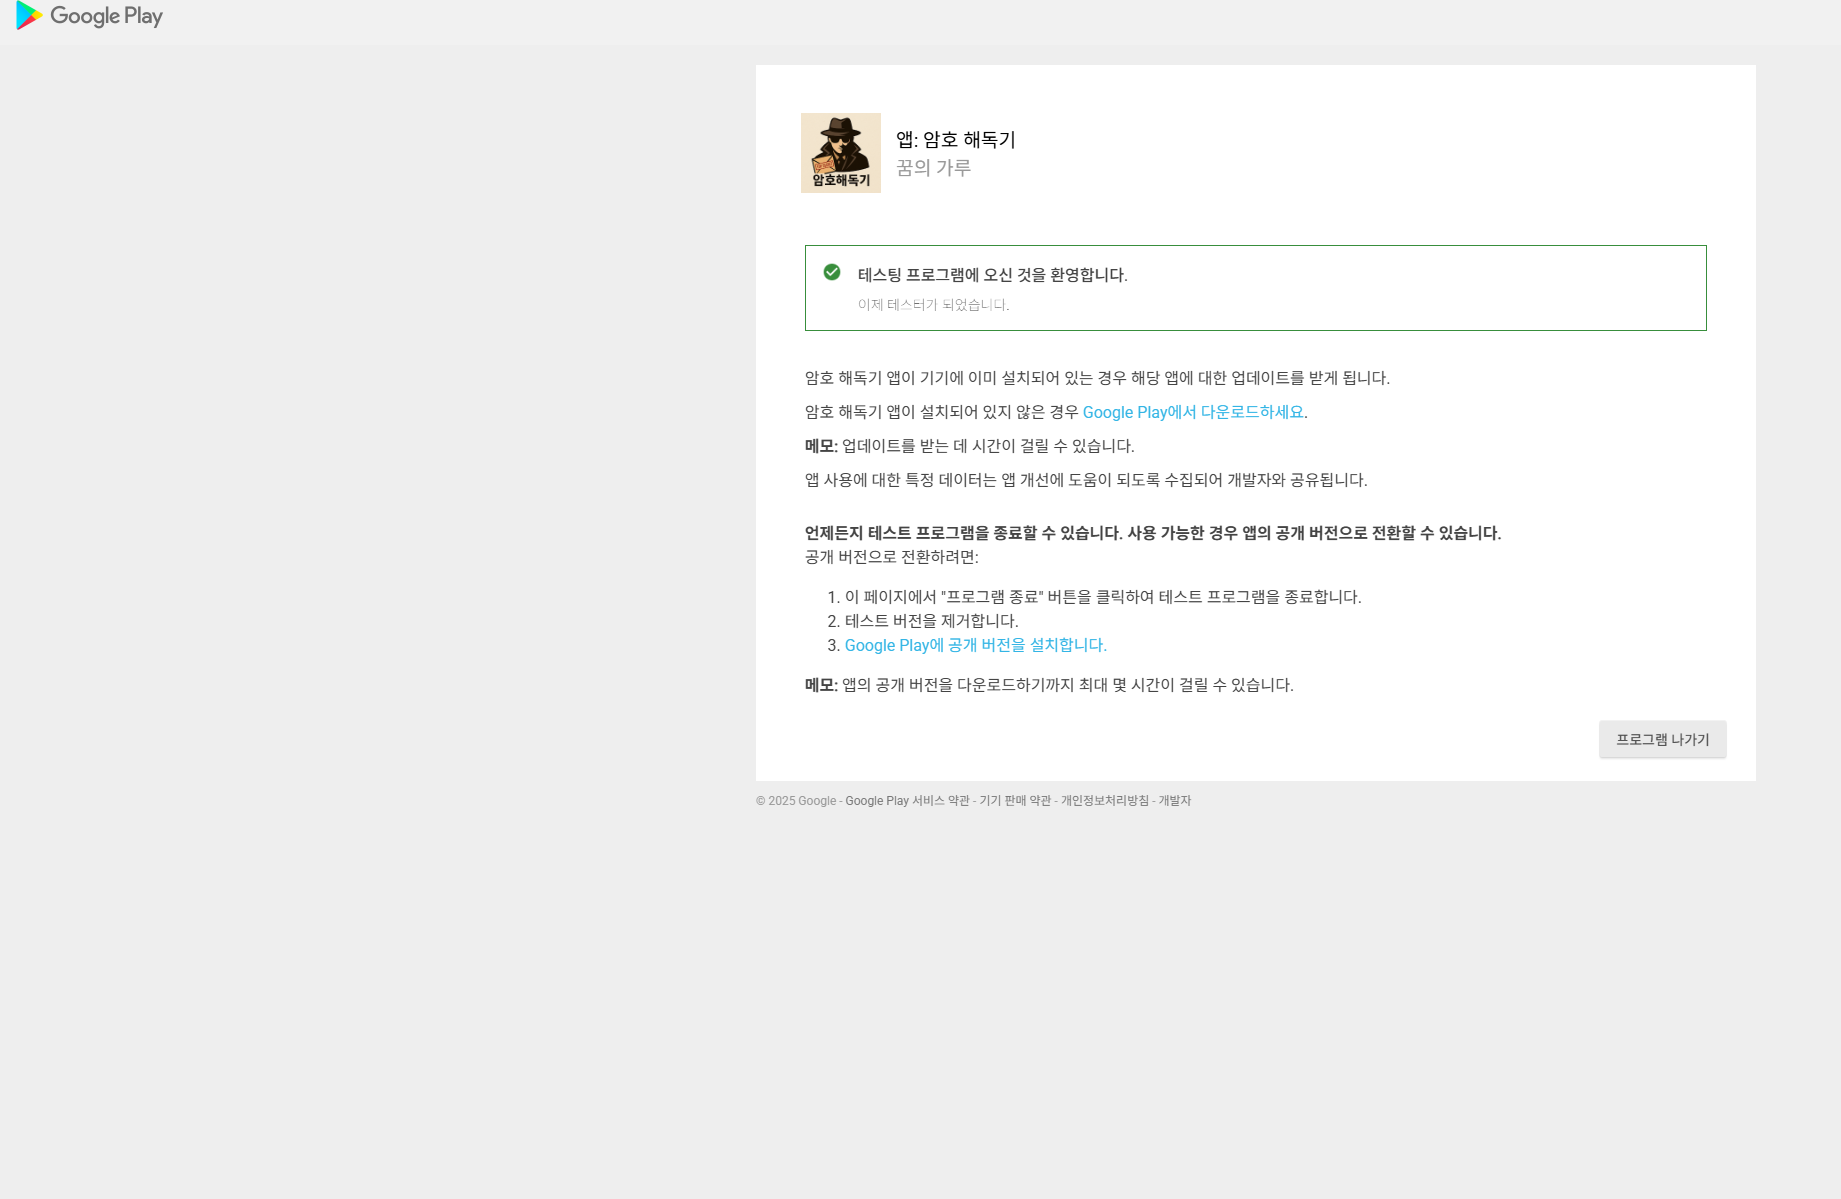 Google Play
암호해독기
앱: 암호 해독기
꿈의 가루
테스팅 프로그램에 오신 것을 환영합니다.
이제 테스터가 되었습니다.
암호 해독기 앱이 기기에 이미 설치되어 있는 경우 해당 앱에 대한 업데이트를 받게 됩니다.
암호 해독기 앱이 설치되어 있지 않은 경우 Google Play에서 다운로드하세요.
메모: 업데이트를 받는 데 시간이 걸릴 수 있습니다.
앱 사용에 대한 특정 데이터는 앱 개선에 도움이 되도록 수집되어 개발자와 공유됩니다.
언제든지 테스트 프로그램을 종료할 수 있습니다. 사용 가능한 경우 앱의 공개 버전으로 전환할 수 있습니다.
공개 버전으로 전환하려면:
1. 이 페이지에서 "프로그램 종료" 버튼을 클릭하여 테스트 프로그램을 종료합니다.
2. 테스트 버전을 제거합니다.
3. Google Play에 공개 버전을 설치합니다.
메모: 앱의 공개 버전을 다운로드하기까지 최대 몇 시간이 걸릴 수 있습니다.
프로그램 나가기
© 2025 Google - Google Play 서비스 약관 - 기기 판매 약관 - 개인정보처리방침 - 개발자